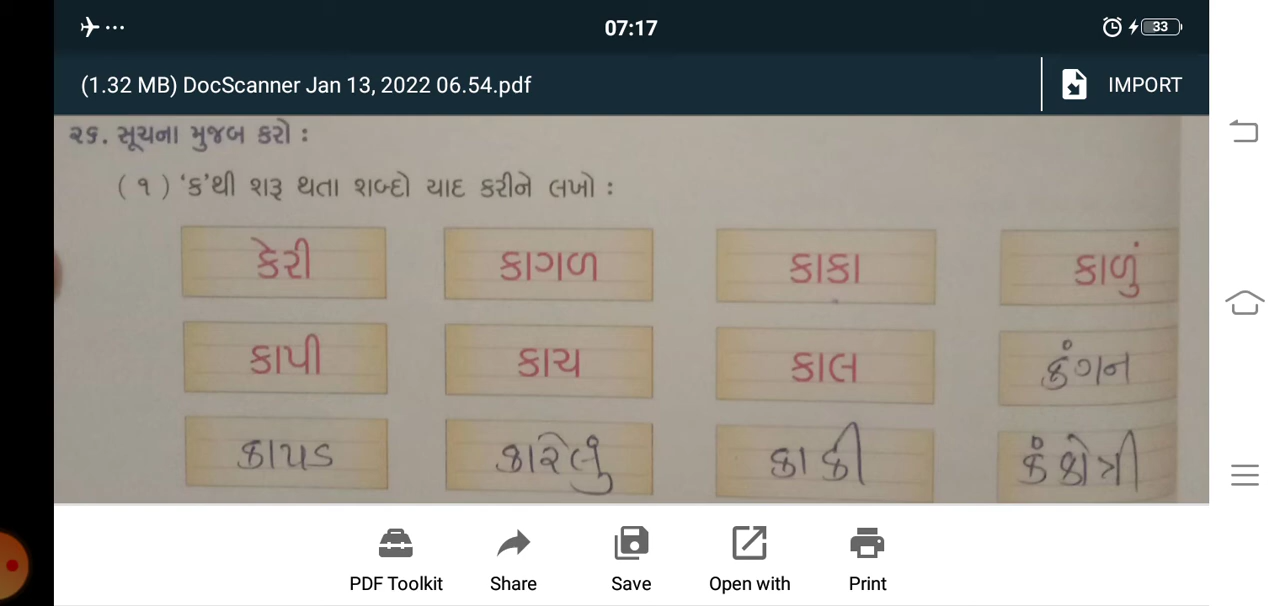 07:17
33
(1.32 MB) DocScanner Jan 13, 2022 06.54.pdf IMPORT
૨૬. સૂચના મુજબ કરો :
(૧) ‘ક’થી શરૂ થતા શબ્દો યાદ કરીને લખો :
કેરી કાગળ કાકા કાળું
કાપી કાચ કાલ કંગન
કાપડ કારેલું કાકી કંકોત્રી
PDF Toolkit Share Save Open with Print